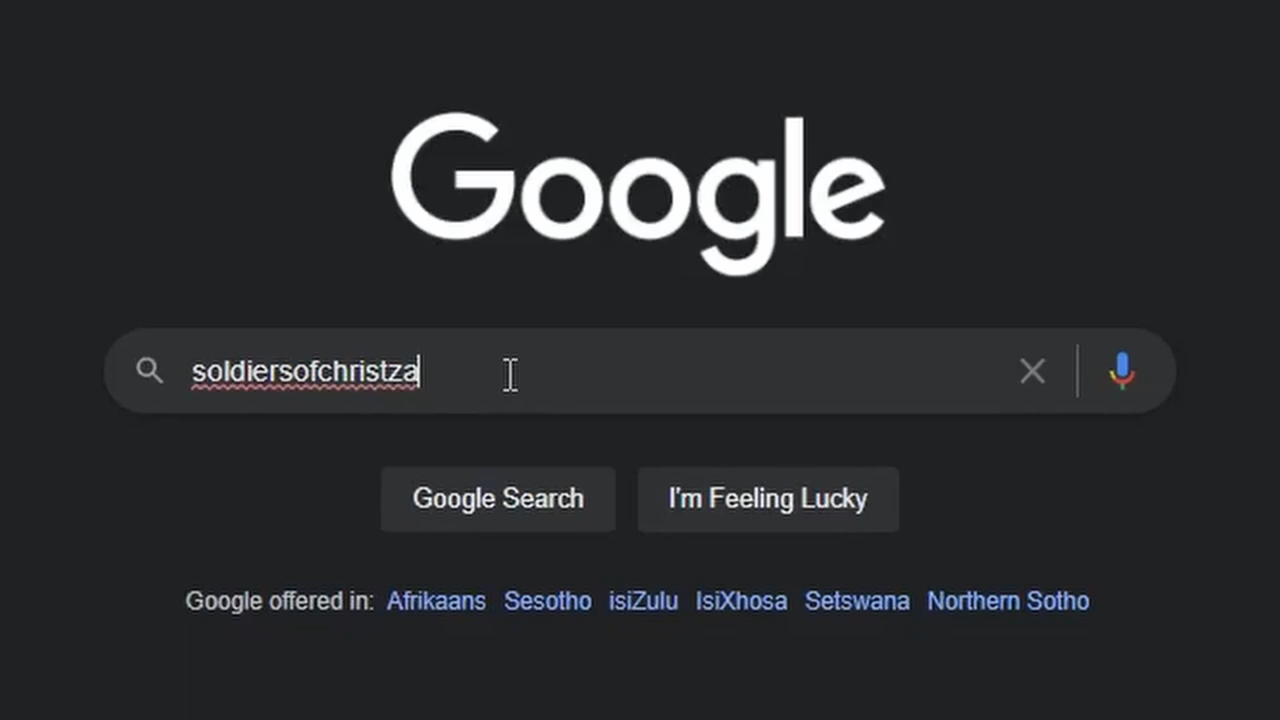 Google
soldiersofchristza
Google Search I'm Feeling Lucky
Google offered in: Afrikaans Sesotho isiZulu IsiXhosa Setswana Northern Sotho